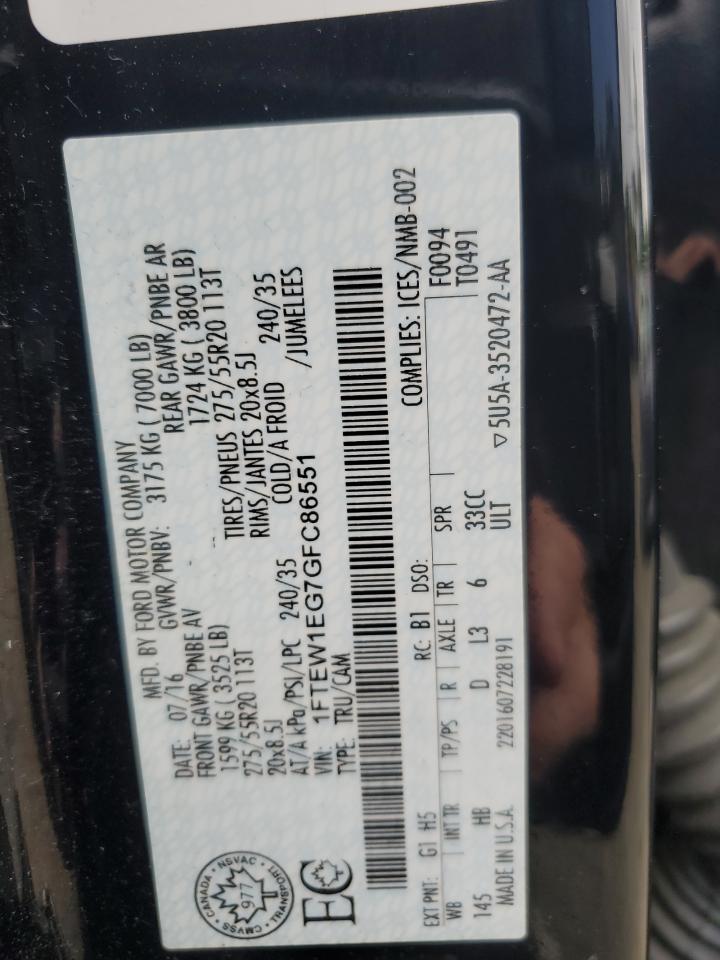 MFD. BY FORD MOTOR COMPANY
DATE: 07/16 GVWR/PNBV: 3175 KG ( 7000 LB)
FRONT GAWR/PNBE AV REAR GAWR/PNBE AR
1599 KG ( 3525 LB) 1724 KG ( 3800 LB)
275/55R20 113T TIRES/PNEUS 275/55R20 113T
20x8.5J RIMS/JANTES 20x8.5J
AT/A kPa/PSI/LPC 240/35 COLD/A FROID 240/35
VIN: 1FTEW1EG7GFC86551 /JUMELEES
TYPE: TRU/CAM
CANADA • NSVAC • TRANSPORT • CMVSS •
977
EC
COMPLIES: ICES/NMB-002
EXT PNT: G1 H5 RC: B1 DSO: F0094
WB INT TR TP/PS R AXLE TR SPR T0491
145 HB D L3 6 33CC
ULT
MADE IN U.S.A. 2201607228191 ▽5U5A-3520472-AA